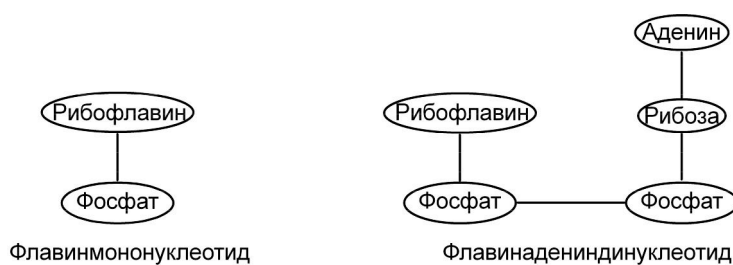 Аденин
Рибофлавин
Рибофлавин
Рибоза
Фосфат
Фосфат
Фосфат
Флавинмононуклеотид
Флавинадениндинуклеотид